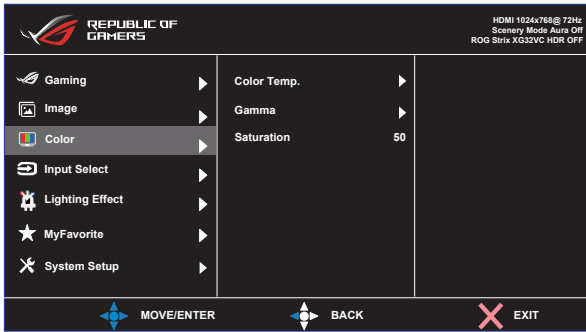 REPUBLIC OF
GAMERS
HDMI 1024x768@ 72Hz
Scenery Mode Aura Off
ROG Strix XG32VC HDR OFF
Gaming
Image
Color
Input Select
Lighting Effect
MyFavorite
System Setup
Color Temp.
Gamma
Saturation 50
MOVE/ENTER
BACK
EXIT